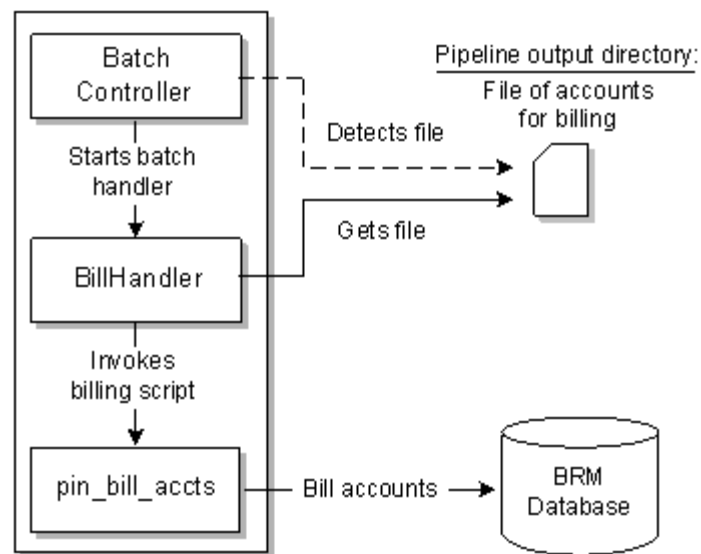 Batch
Controller
Pipeline output directory:
File of accounts
for billing
Detects file
Starts batch
handler
Gets file
BillHandler
Invokes
billing script
pin_bill_accts
Bill accounts
BRM
Database